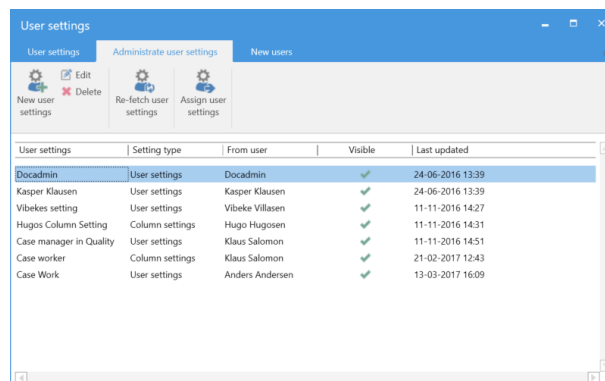 User settings
User settings Administrate user settings New users
New user settings
Edit
Delete
Re-fetch user settings
Assign user settings
User settings Setting type From user Visible Last updated
Docadmin User settings Docadmin 24-06-2016 13:39
Kasper Klausen User settings Kasper Klausen 24-06-2016 13:39
Vibekes setting User settings Vibeke Villasen 11-11-2016 14:27
Hugos Column Setting Column settings Hugo Hugosen 11-11-2016 14:31
Case manager in Quality User settings Klaus Salomon 11-11-2016 14:51
Case worker Column settings Klaus Salomon 21-02-2017 12:43
Case Work User settings Anders Andersen 13-03-2017 16:09